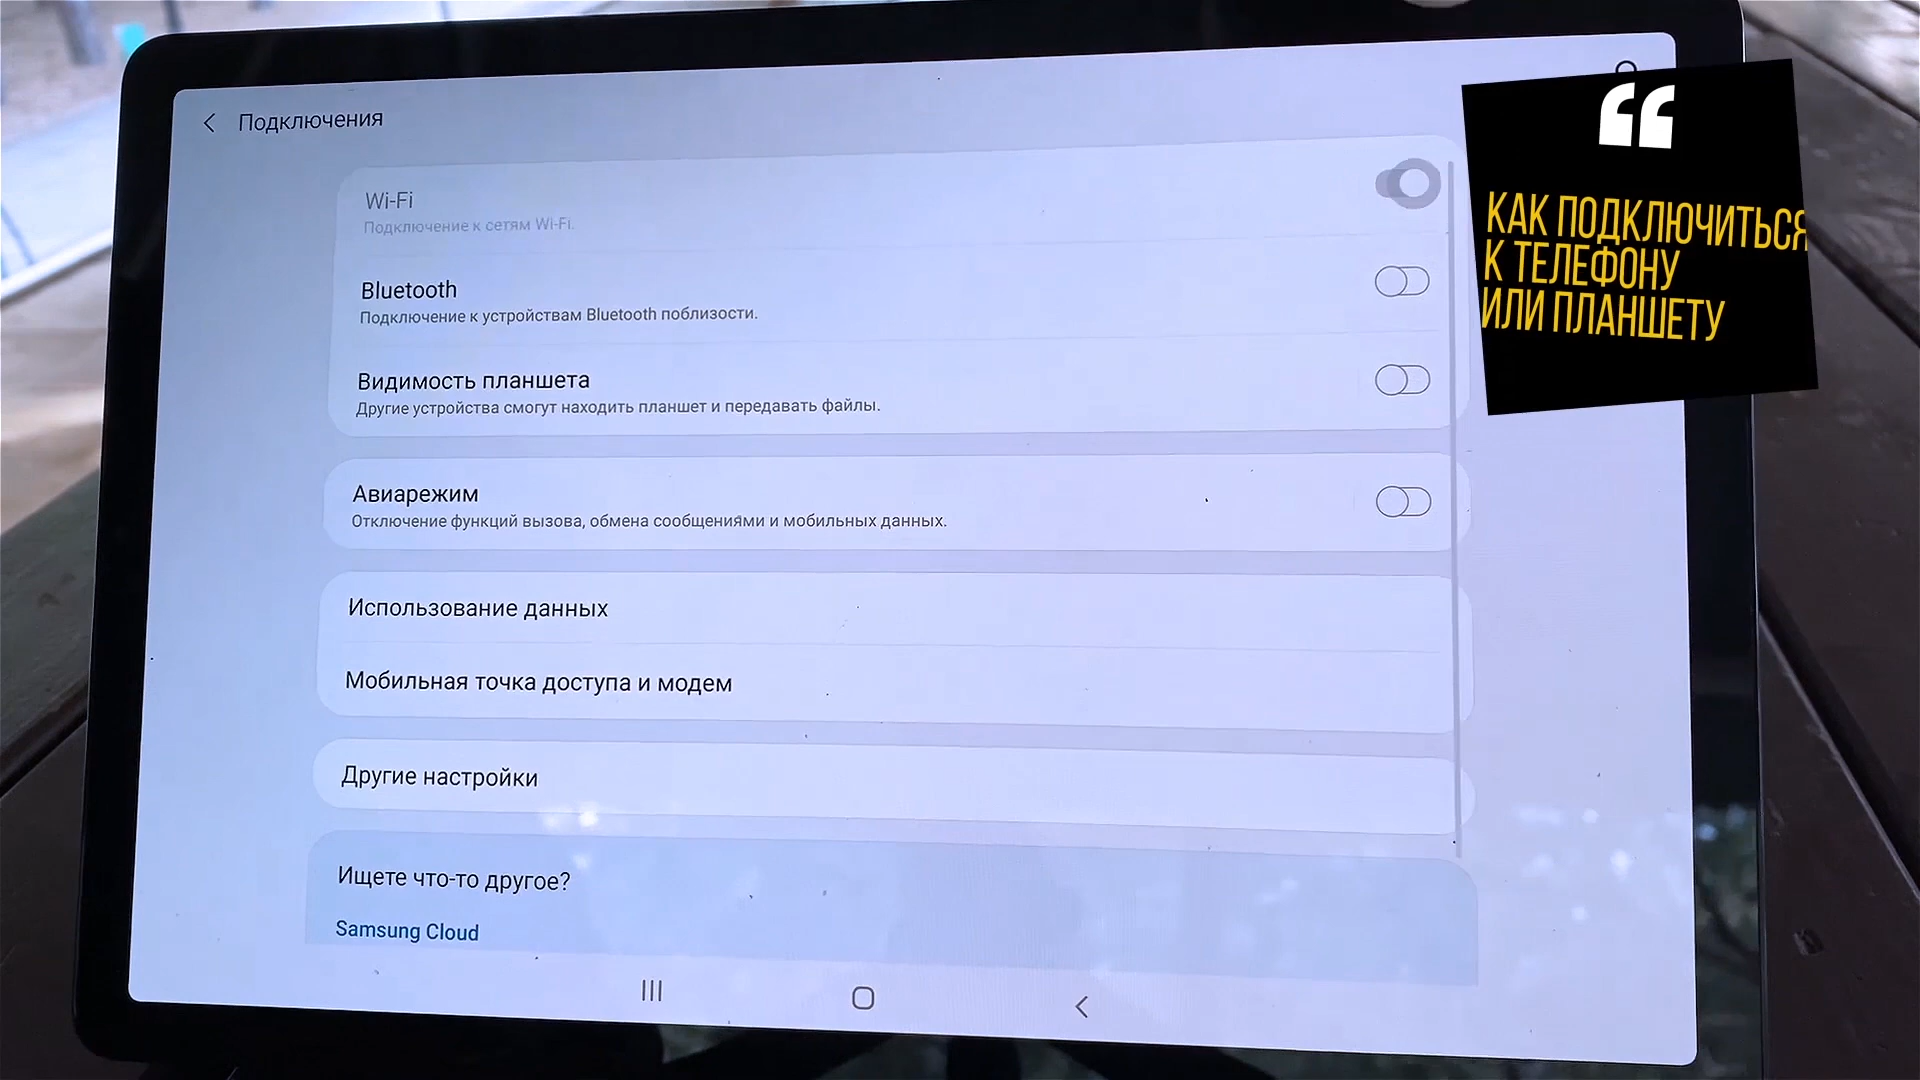 Подключения
Wi-Fi
Подключение к сетям Wi-Fi.
Bluetooth
Подключение к устройствам Bluetooth поблизости.
Видимость планшета
Другие устройства смогут находить планшет и передавать файлы.
Авиарежим
Отключение функций вызова, обмена сообщениями и мобильных данных.
Использование данных
Мобильная точка доступа и модем
Другие настройки
Ищете что-то другое?
Samsung Cloud
“
КАК ПОДКЛЮЧИТЬСЯ
К ТЕЛЕФОНУ
ИЛИ ПЛАНШЕТУ